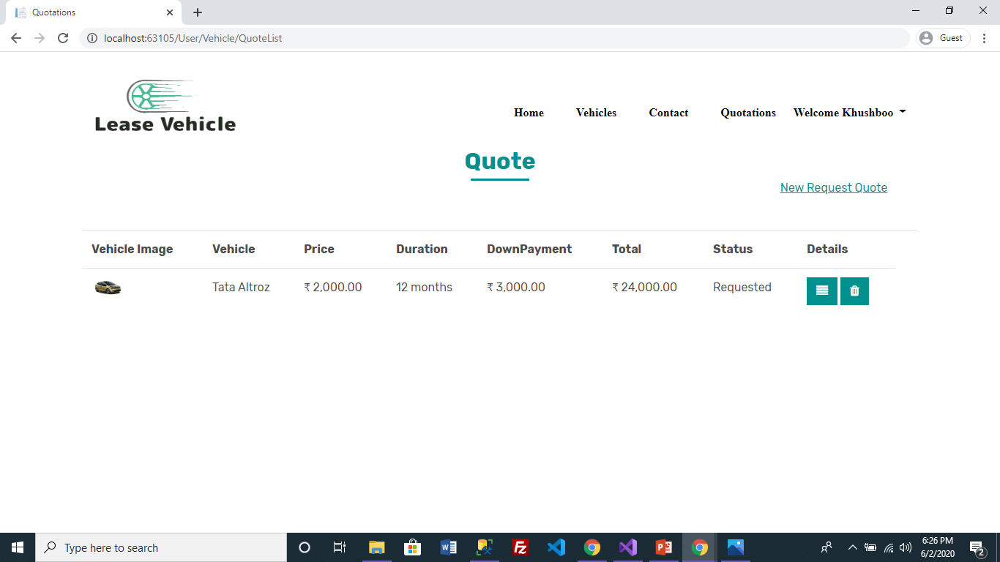 Quotations
localhost:63105/User/Vehicle/QuoteList
Guest
Lease Vehicle
Home Vehicles Contact Quotations Welcome Khushboo
Quote
New Request Quote
Vehicle Image Vehicle Price Duration DownPayment Total Status Details
Tata Altroz ₹ 2,000.00 12 months ₹ 3,000.00 ₹ 24,000.00 Requested
Type here to search
6:26 PM
6/2/2020
2